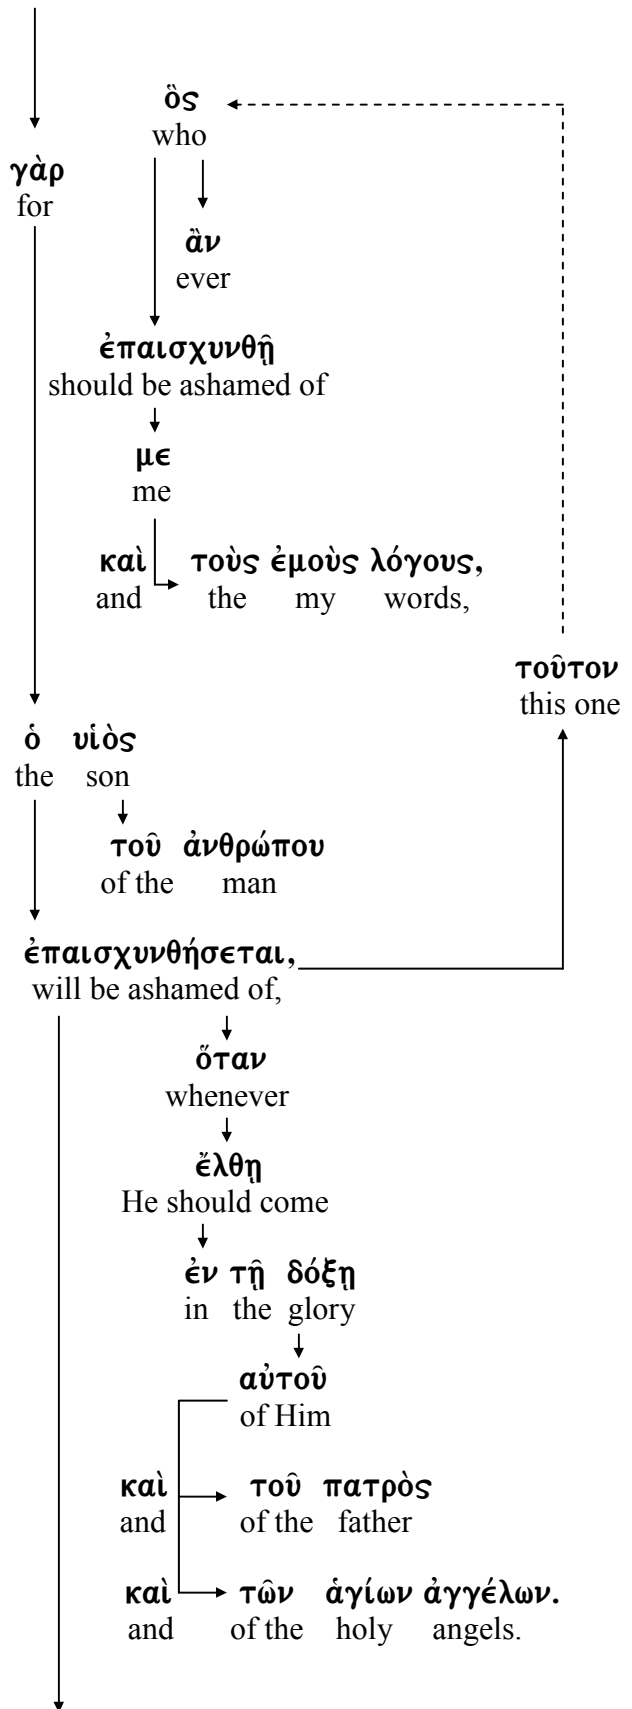 ὃς
who
γὰρ
for
ἂν
ever
ἐπαισχυνθῇ
should be ashamed of
με
me
καὶ τοὺς ἐμοὺς λόγους,
and the my words,
τοῦτον
this one
ὁ υἱὸς
the son
τοῦ ἀνθρώπου
of the man
ἐπαισχυνθήσεται,
will be ashamed of,
ὅταν
whenever
ἔλθῃ
He should come
ἐν τῇ δόξῃ
in the glory
αὐτοῦ
of Him
καὶ τοῦ πατρὸς
and of the father
καὶ τῶν ἁγίων ἀγγέλων.
and of the holy angels.